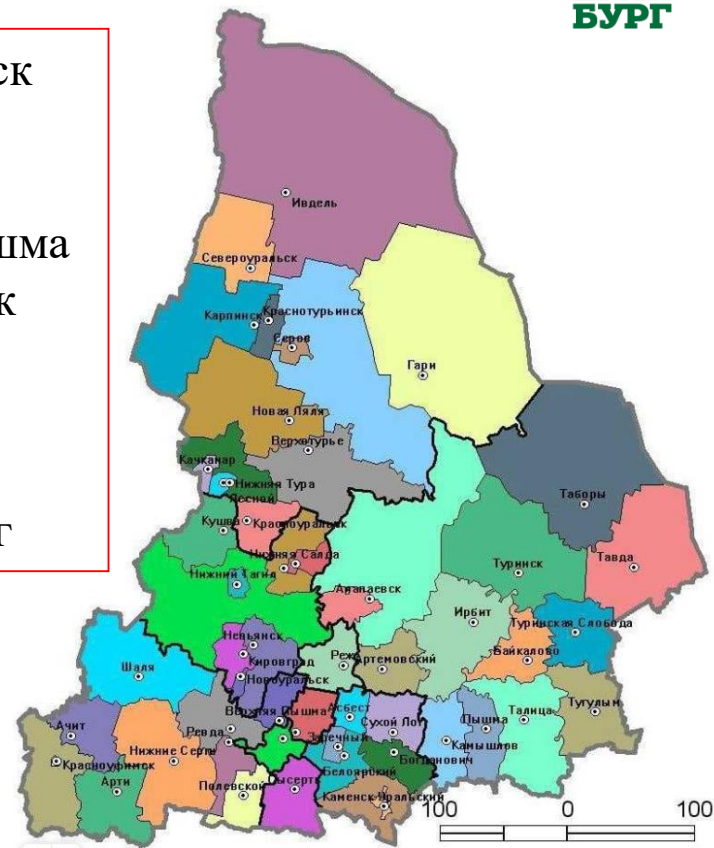 БУРГ
ск
шма
к
г
Ивдель
Североуральск
Краснотурьинск
Карпинск
Серов
Гари
Новая Ляля
Верхотурье
Качканар
Нижняя Тура
Лесной
Таборы
Кушва
Красноуральск
Нижняя Салда
Туринск
Тавда
Нижний Тагил
Алапаевск
Ирбит
Туринская Слобода
Невьянск
Байкалово
Кировград
Реж
Артемовский
Шаля
Новоуральск
Тугулым
Верхняя Пышма
Асбест
Сухой Лог
Пышма
Талица
Ачит
Ревда
Заречный
Камышлов
Нижние Серги
Богданович
Красноуфимск
Белоярский
Арти
Полевской
Сысерть
Каменск-Уральский
100 0 100